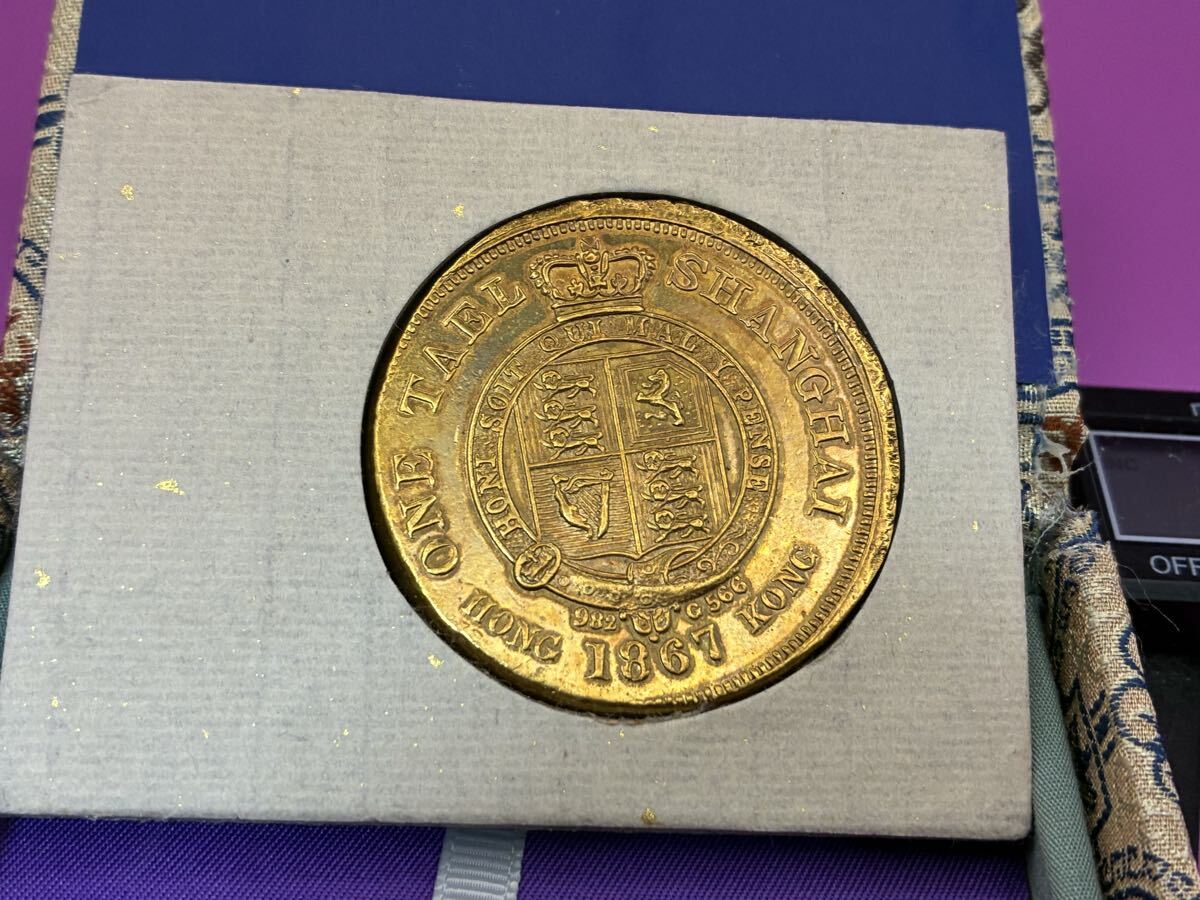 ONE TAEL SHANGHAI
HONI SOIT QUI MAL Y PENSE
982 C 566
HONG 1867 KONG
OFF